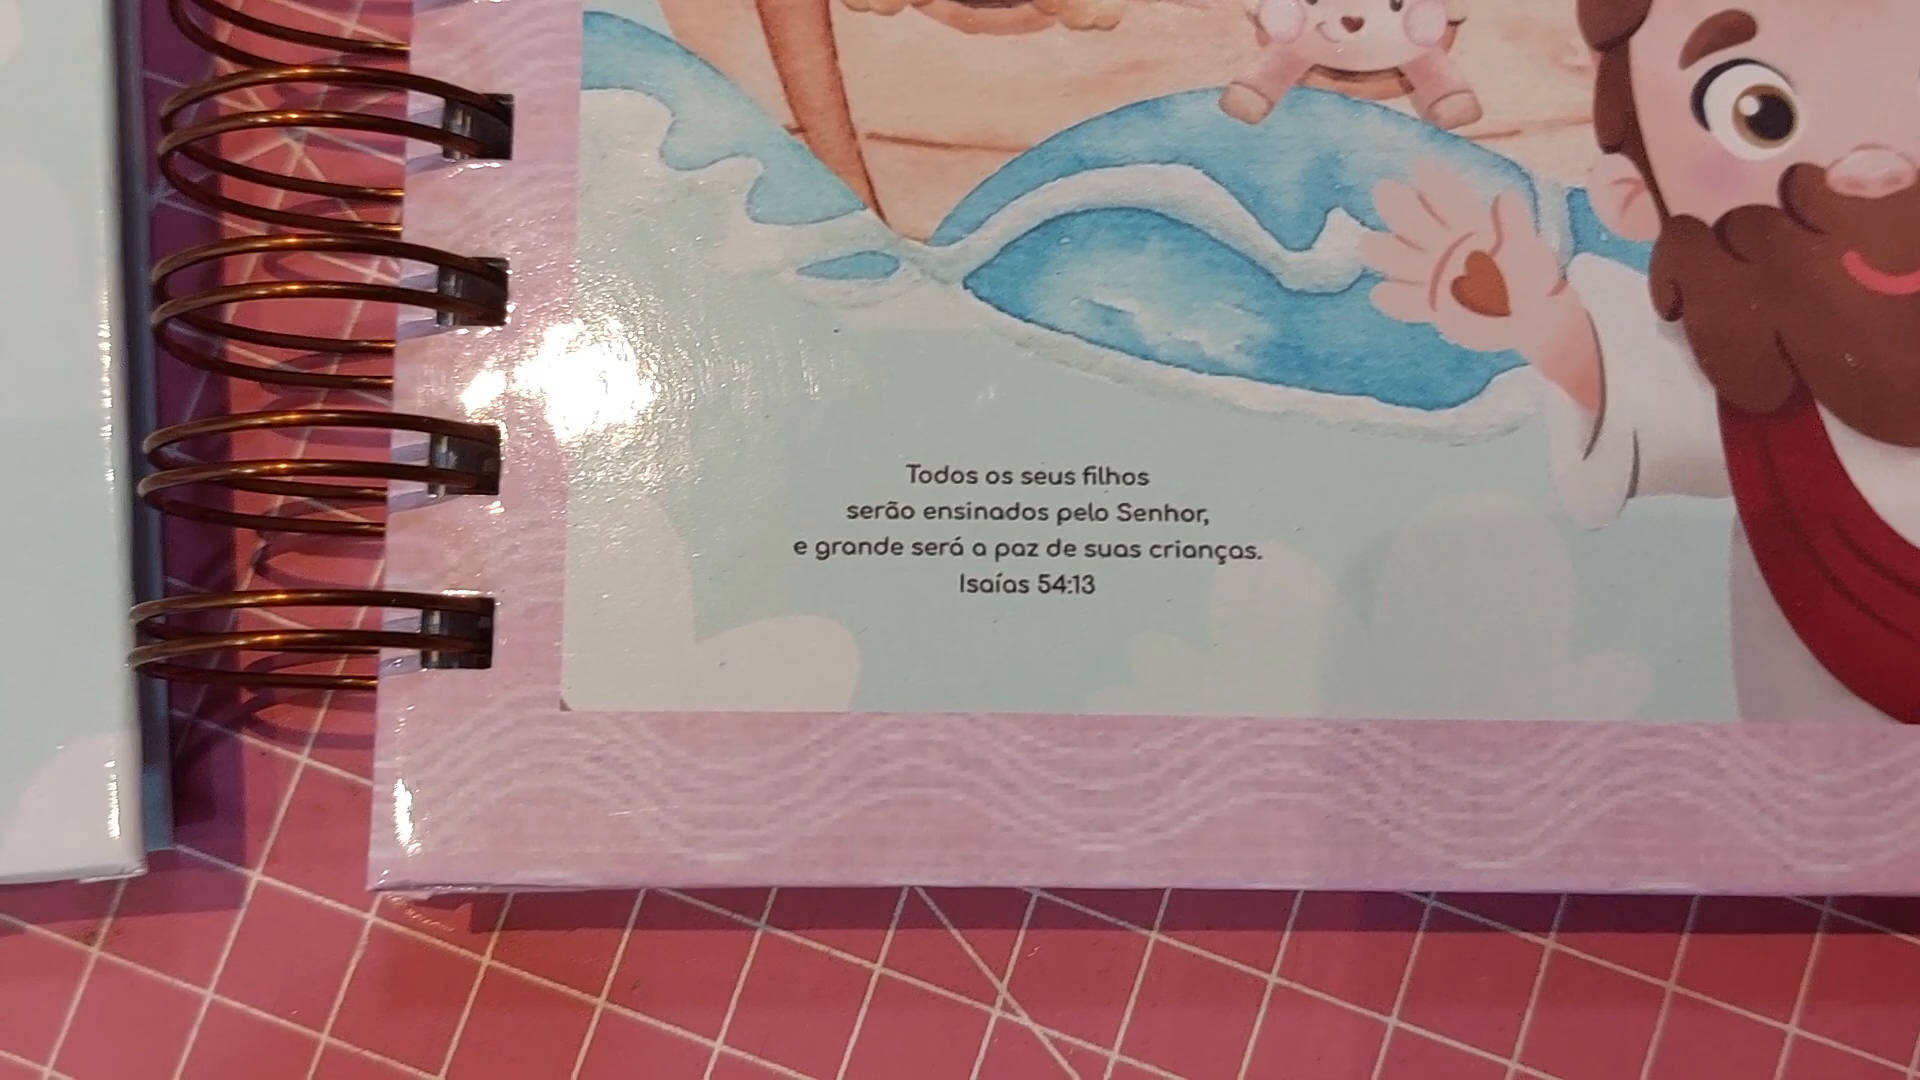 Todos os seus filhos
serão ensinados pelo Senhor,
e grande será a paz de suas crianças.
Isaías 54:13